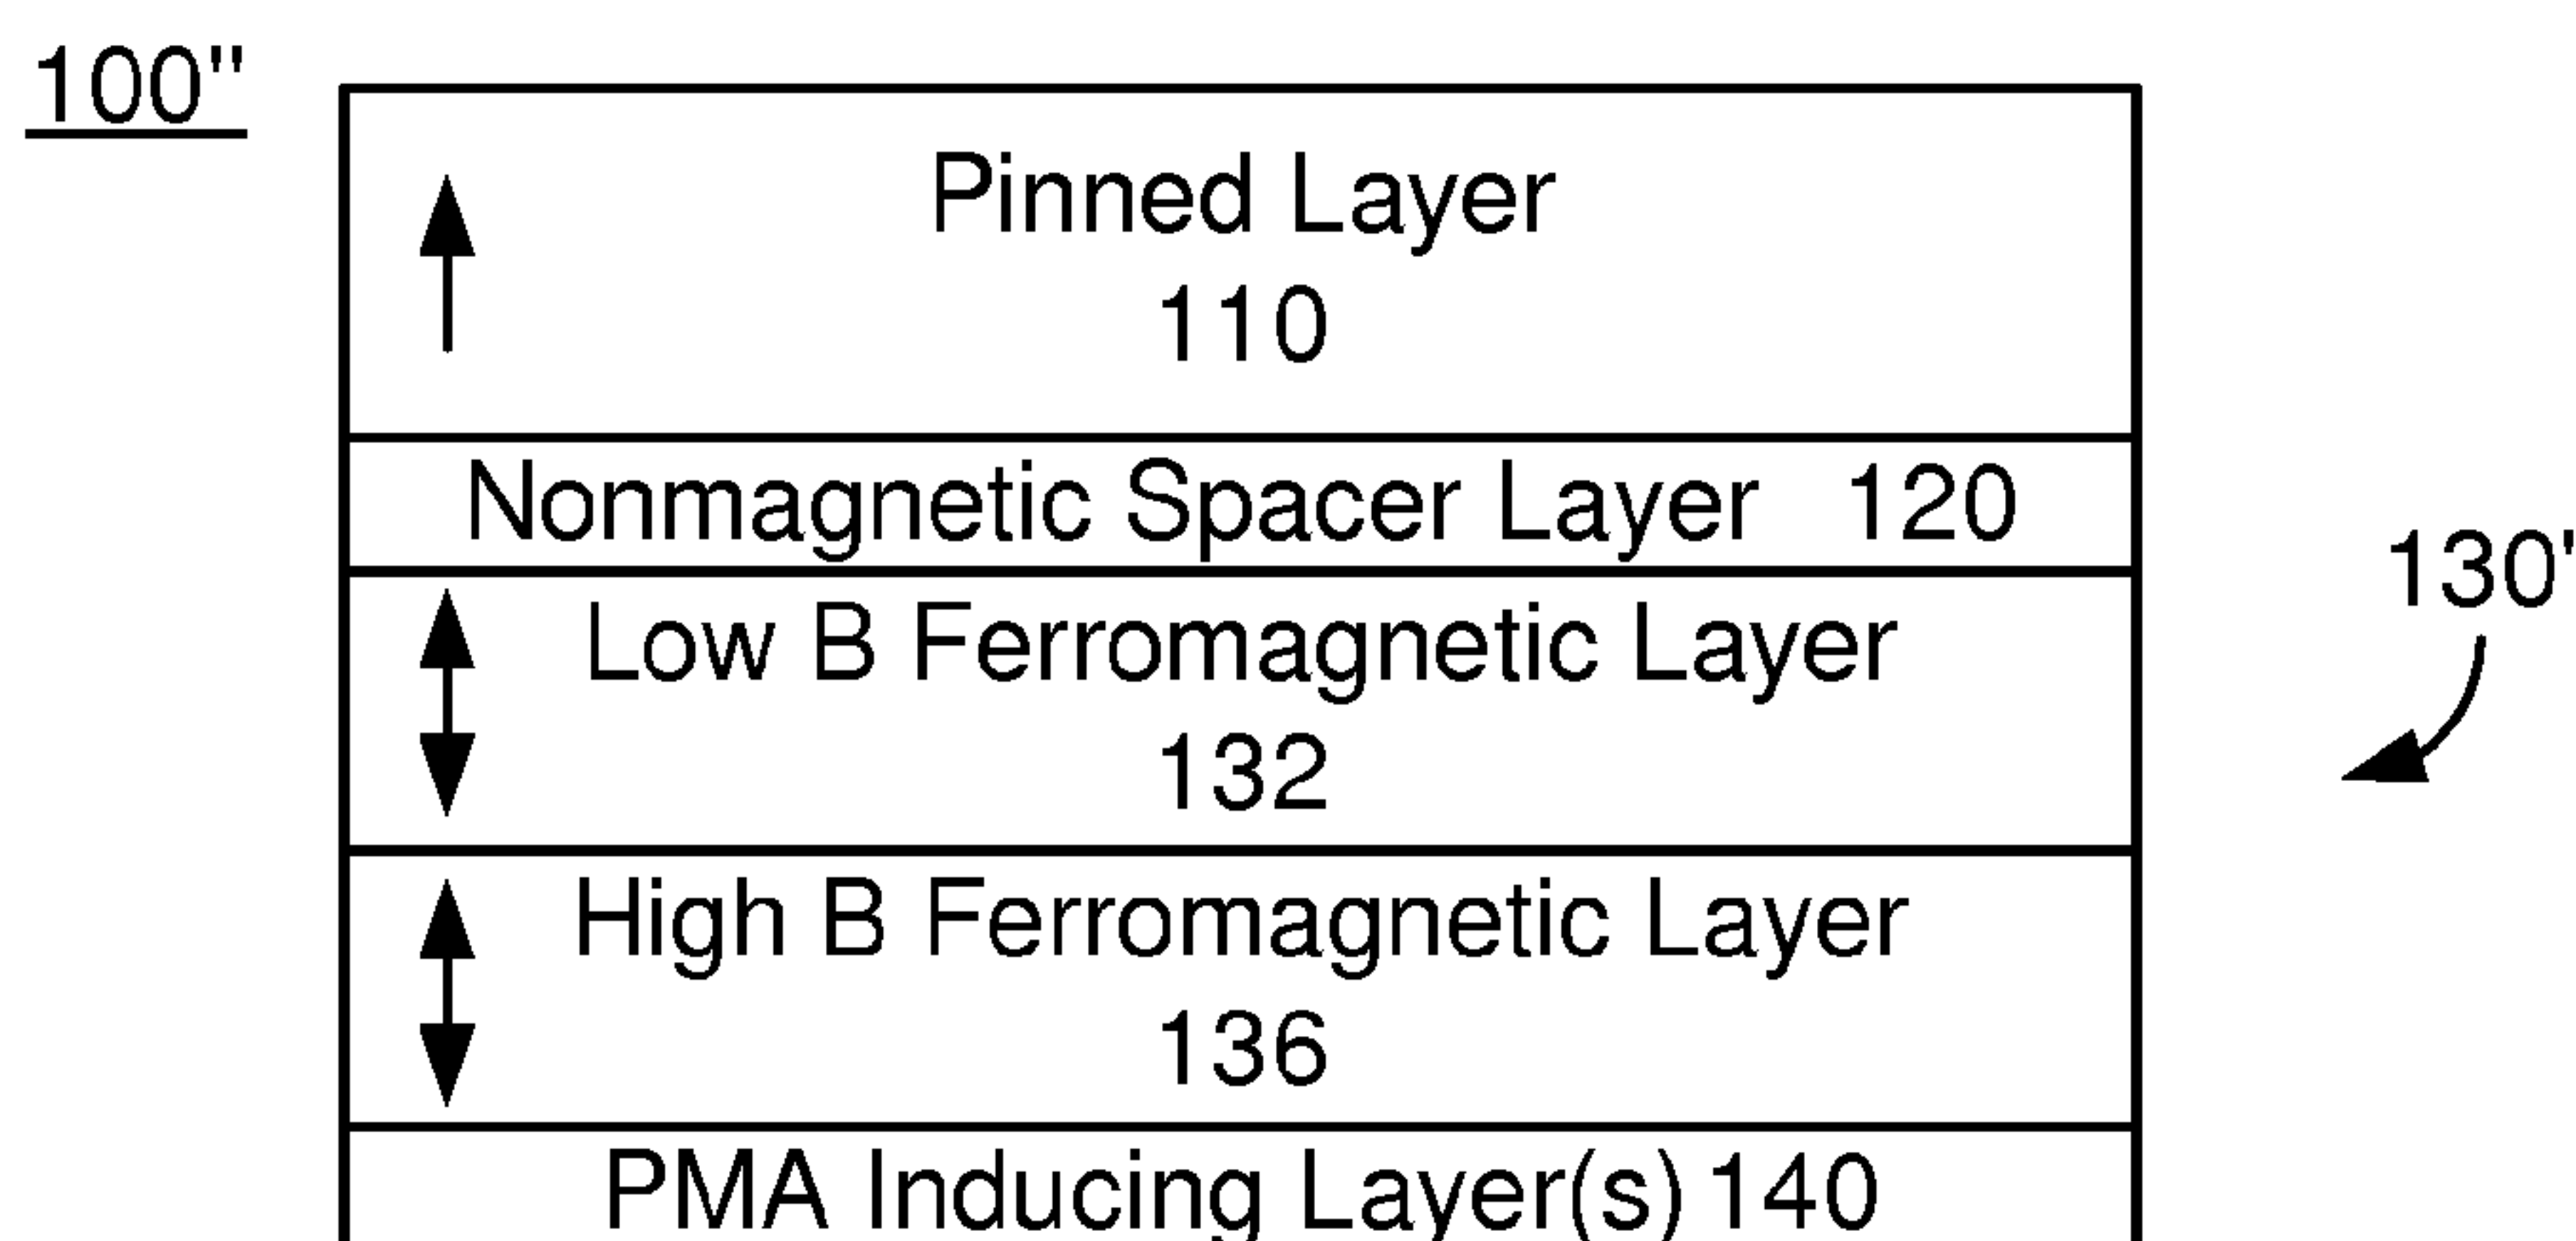 100"
Pinned Layer
110
Nonmagnetic Spacer Layer 120
130'
Low B Ferromagnetic Layer
132
High B Ferromagnetic Layer
136
PMA Inducing Layer(s) 140